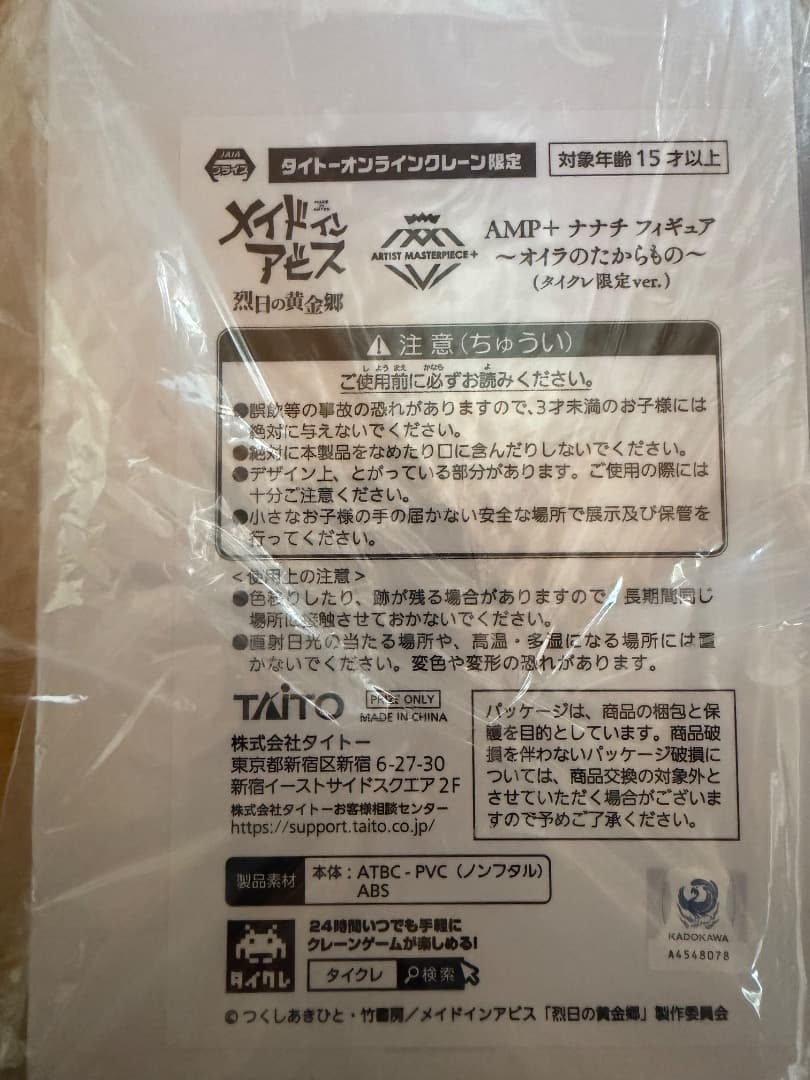 JAIA
プライズ
タイトーオンラインクレーン限定
対象年齢15才以上
メイドイン
アビス
烈日の黄金郷
ARTIST MASTERPIECE+
AMP+ ナナチ フィギュア
～オイラのたからもの～
(タイクレ限定ver.)
注意(ちゅうい)
ご使用前に必ずお読みください。
●誤飲等の事故の恐れがありますので、3才未満のお子様には
絶対に与えないでください。
●絶対に本製品をなめたり口に含んだりしないでください。
●デザイン上、とがっている部分があります。ご使用の際には
十分ご注意ください。
●小さなお子様の手の届かない安全な場所で展示及び保管を
行ってください。
<使用上の注意>
●色移りしたり、跡が残る場合がありますので、長期間同じ
場所に接触させておかないでください。
●直射日光の当たる場所や、高温・多湿になる場所には置
かないでください。変色や変形の恐れがあります。
TAITO
PRIZE ONLY
MADE IN CHINA
株式会社タイトー
東京都新宿区新宿6-27-30
新宿イーストサイドスクエア2F
株式会社タイトーお客様相談センター
https://support.taito.co.jp/
パッケージは、商品の梱包と保
護を目的としています。商品破
損を伴わないパッケージ破損に
ついては、商品交換の対象外と
させていただく場合がございま
すので予めご了承ください。
製品素材
本体：ATBC-PVC（ノンフタル）
ABS
タイクレ
24時間いつでも手軽に
クレーンゲームが楽しめる!
タイクレ 検索
KADOKAWA
A4548078
©つくしあきひと・竹書房／メイドインアビス「烈日の黄金郷」製作委員会